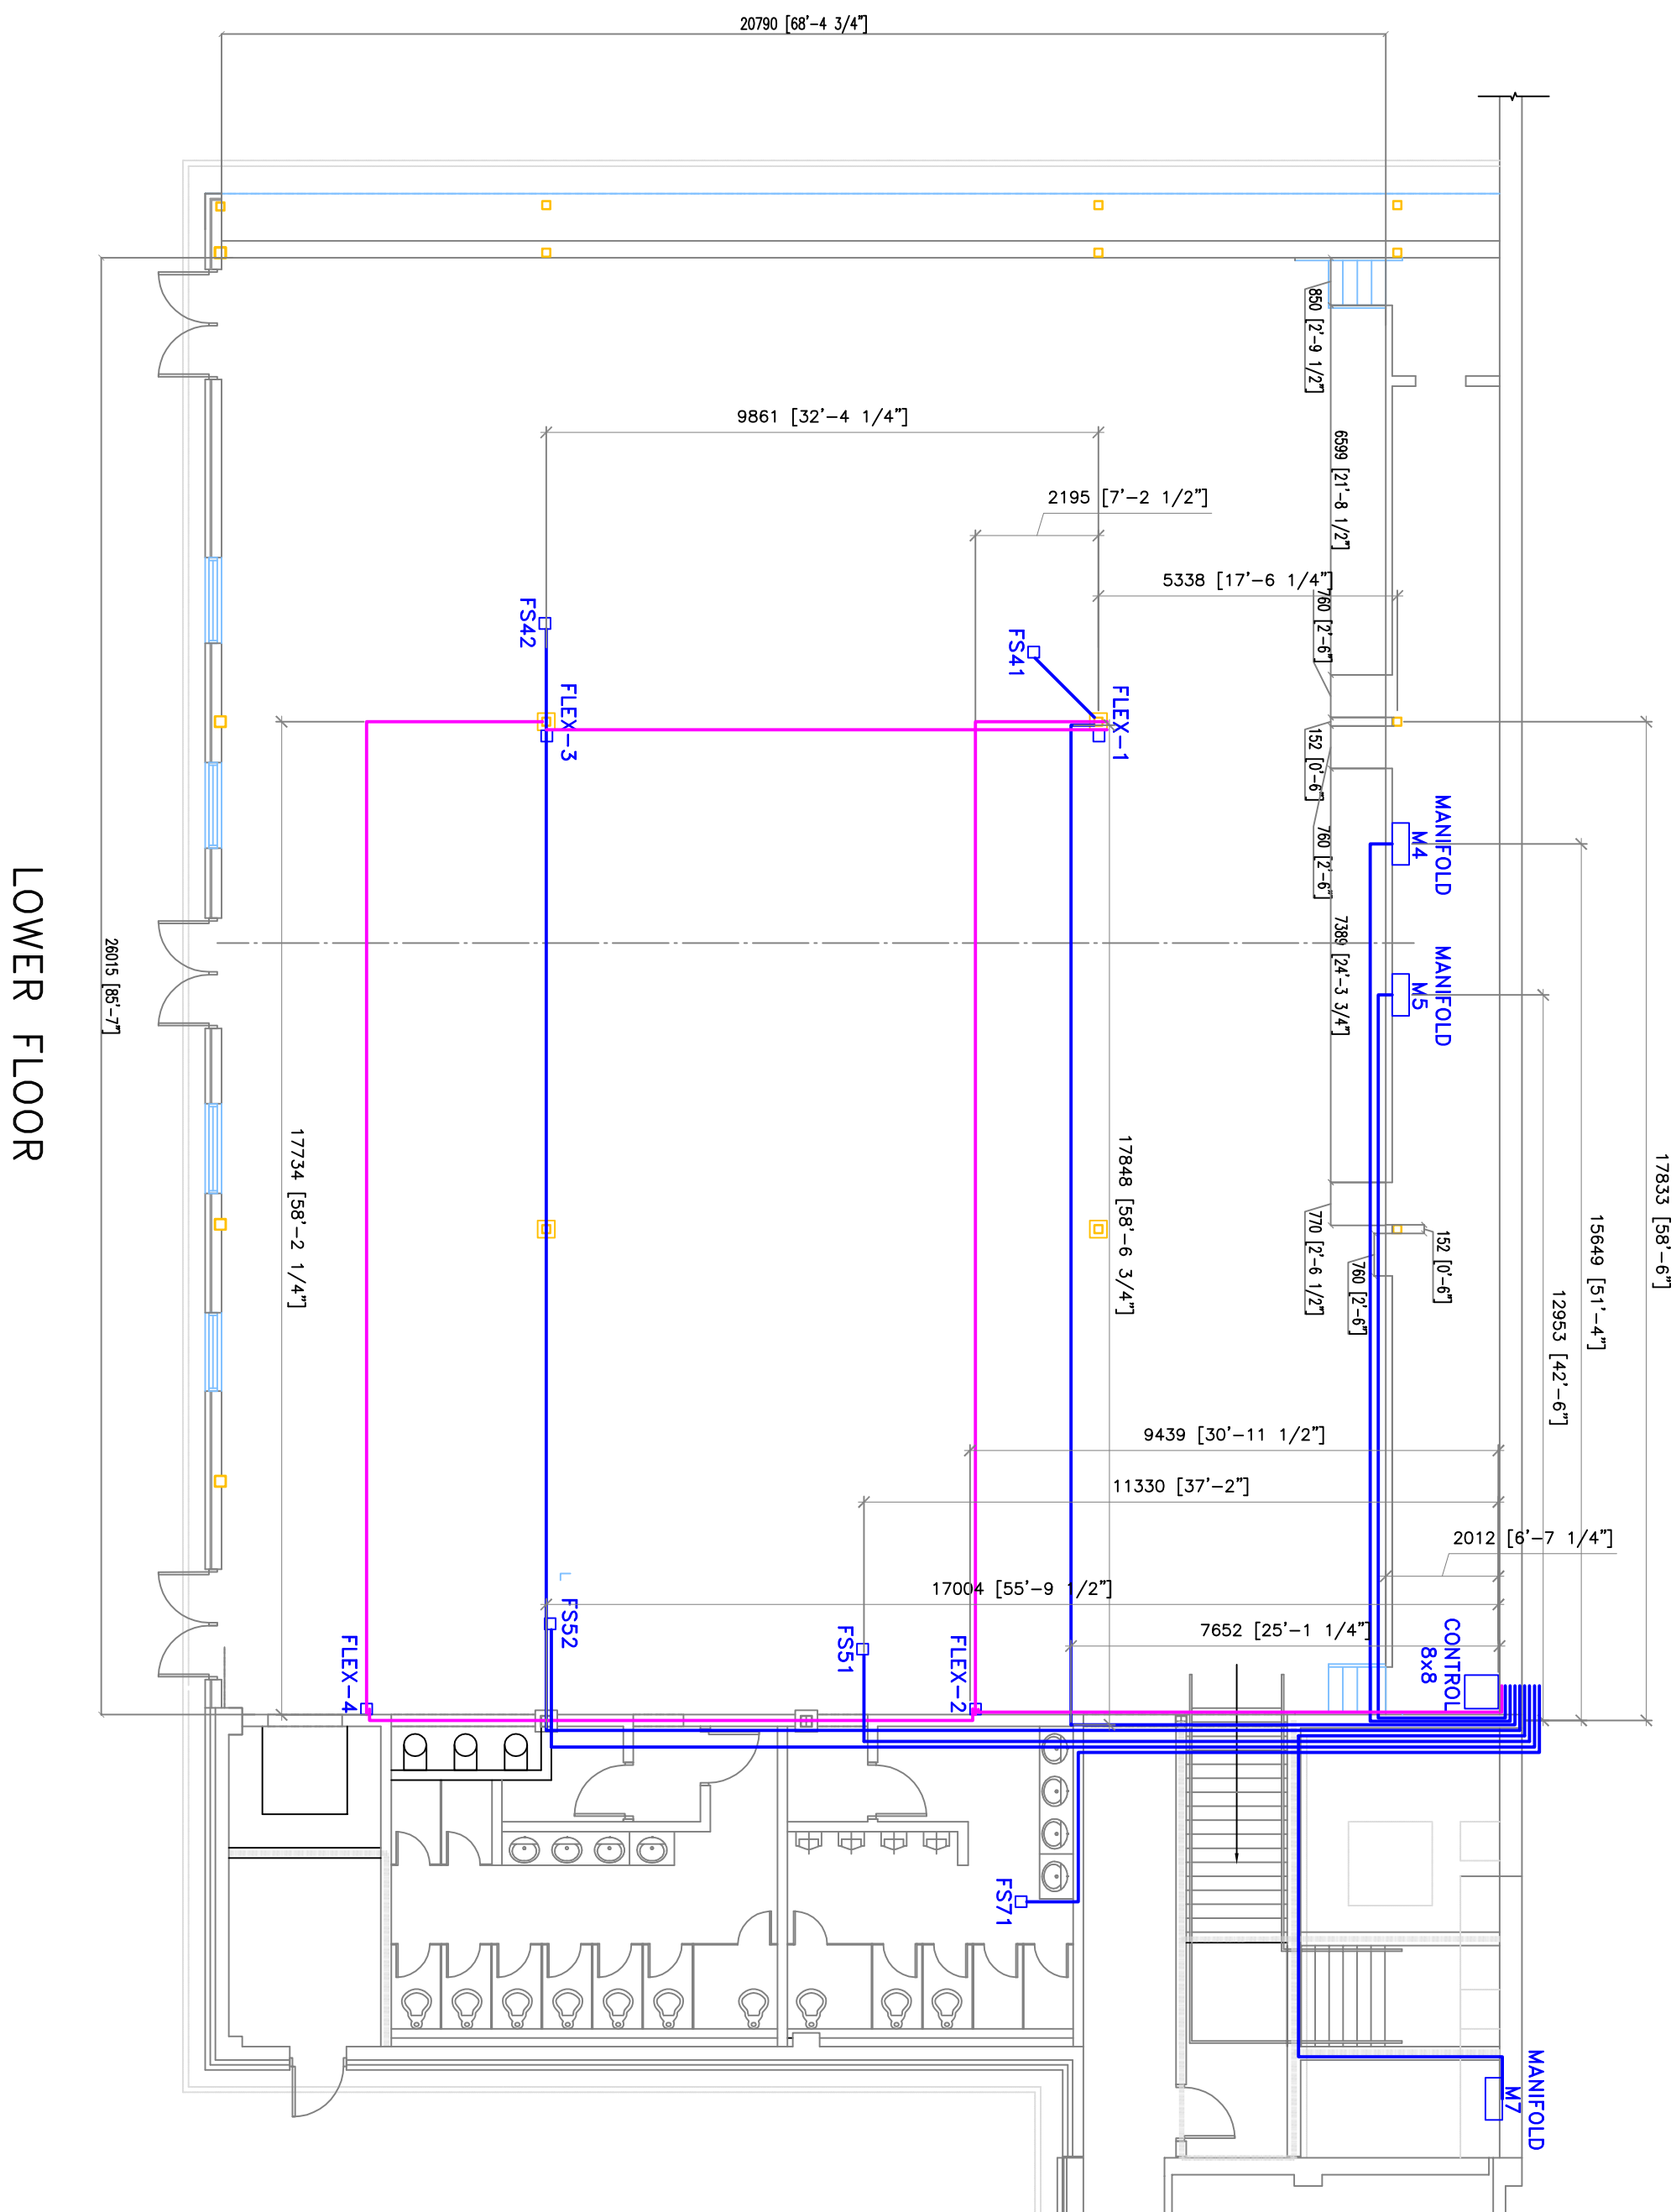 20790 [68'-4 3/4"]
850 [2'-9 1/2"]
9861 [32'-4 1/4"]
6599 [21'-8 1/2"]
2195 [7'-2 1/2"]
5338 [17'-6 1/4"]
760 [2'-6"]
FS42
FS41
FLEX-3
FLEX-1
152 [0'-6"]
MANIFOLD
M4
760 [2'-6"]
7389 [24'-3 3/4"]
MANIFOLD
M5
LOWER FLOOR
26015 [85'-7"]
17734 [58'-2 1/4"]
17848 [58'-6 3/4"]
17833 [58'-6"]
15649 [51'-4"]
12953 [42'-6"]
770 [2'-6 1/2"]
152 [0'-6"]
760 [2'-6"]
9439 [30'-11 1/2"]
11330 [37'-2"]
2012 [6'-7 1/4"]
17004 [55'-9 1/2"]
7652 [25'-1 1/4"]
FS52
FS51
FLEX-4
FLEX-2
CONTROL
8x8
FS71
MANIFOLD
M7